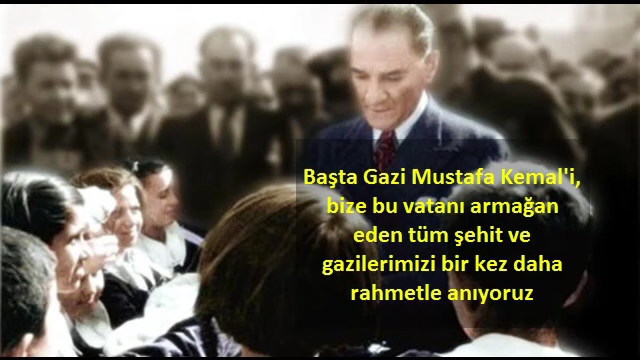 Başta Gazi Mustafa Kemal'i,
bize bu vatanı armağan
eden tüm şehit ve
gazilerimizi bir kez daha
rahmetle anıyoruz